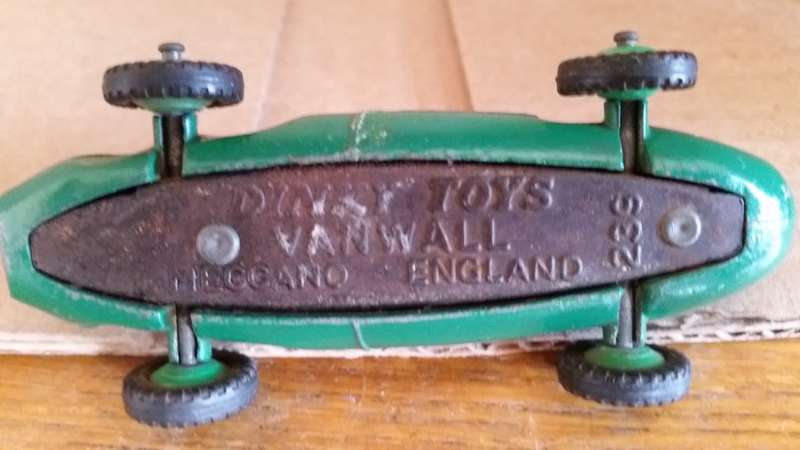 DINKY TOYS
VANWALL
MECCANO ENGLAND
239